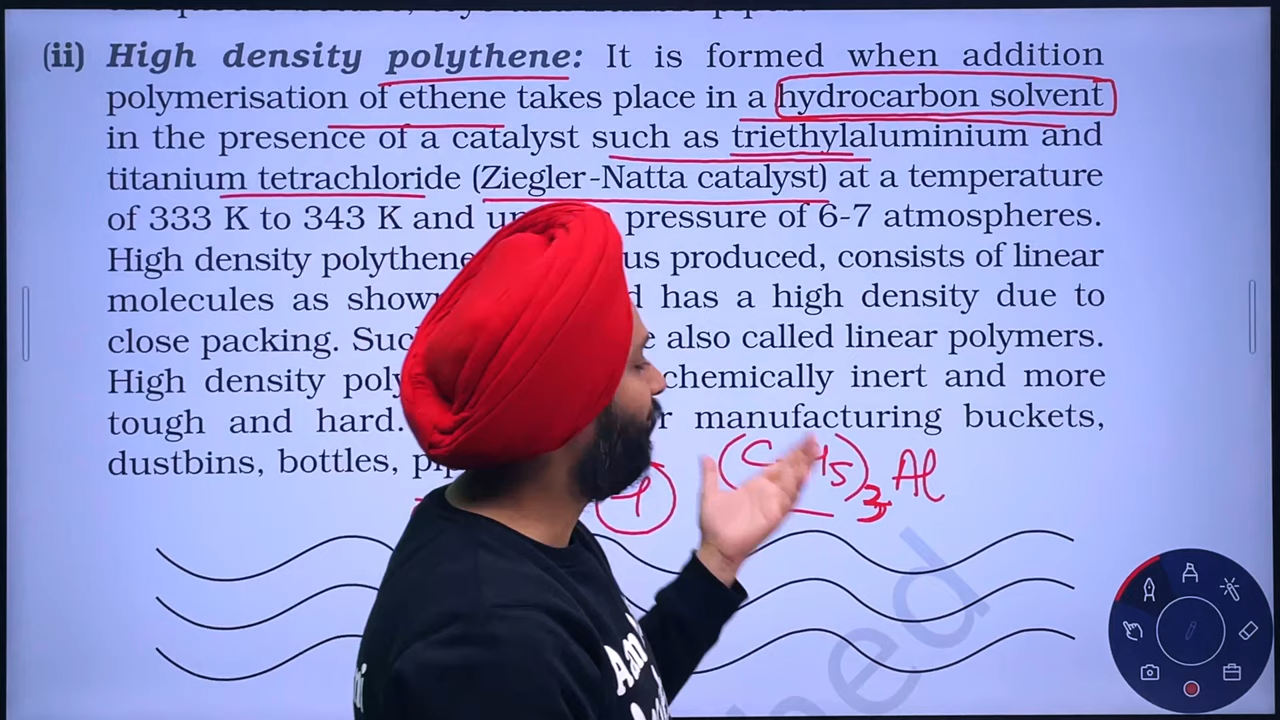 (ii) High density polythene: It is formed when addition
polymerisation of ethene takes place in a hydrocarbon solvent
in the presence of a catalyst such as triethylaluminium and
titanium tetrachloride (Ziegler-Natta catalyst) at a temperature
of 333 K to 343 K and pressure of 6-7 atmospheres.
High density polythene us produced, consists of linear
molecules as show d has a high density due to
close packing. Suc e also called linear polymers.
High density poly chemically inert and more
tough and hard. r manufacturing buckets,
dustbins, bottles, p
(C H5)3 Al